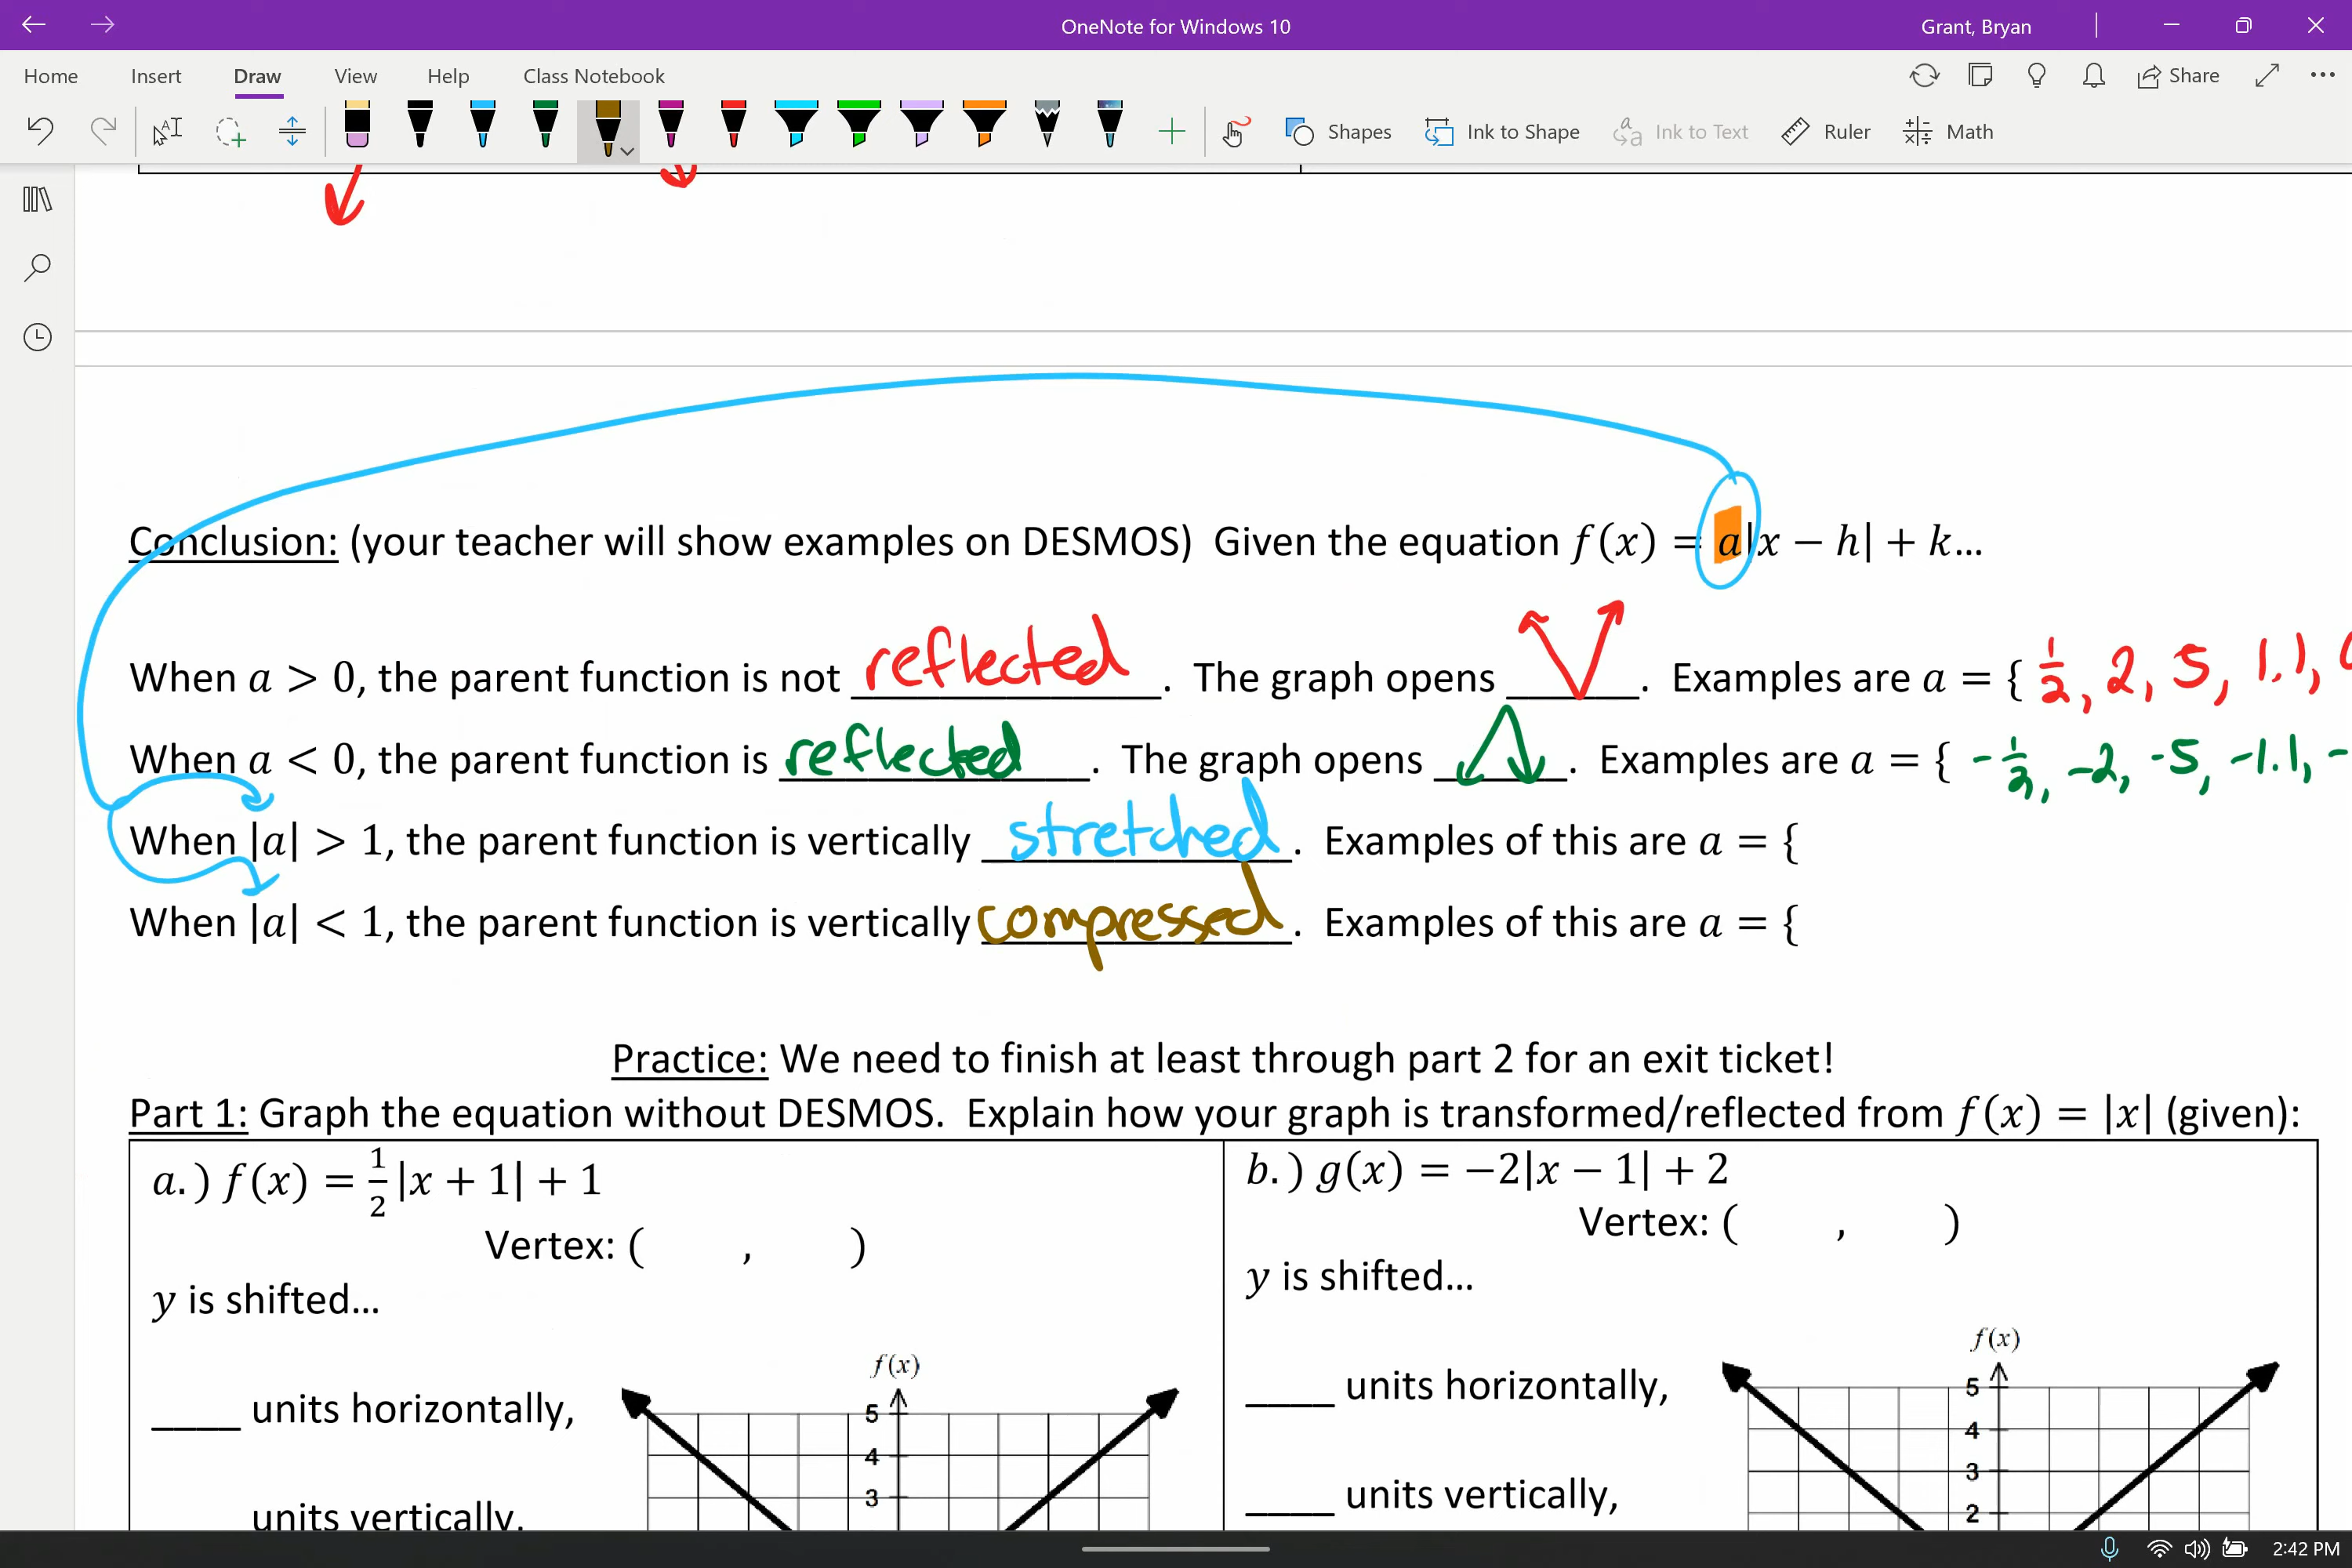 OneNote for Windows 10
Grant, Bryan
Home Insert Draw View Help Class Notebook
Share
Shapes Ink to Shape Ink to Text Ruler Math
Conclusion: (your teacher will show examples on DESMOS) Given the equation f(x) = a|x − h| + k...
When a > 0, the parent function is not reflected. The graph opens ______. Examples are a = { 1/2, 2, 5, 1.1,
When a < 0, the parent function is reflected. The graph opens ______. Examples are a = { -1/2, -2, -5, -1.1, -
When |a| > 1, the parent function is vertically stretched. Examples of this are a = {
When |a| < 1, the parent function is vertically compressed. Examples of this are a = {
Practice: We need to finish at least through part 2 for an exit ticket!
Part 1: Graph the equation without DESMOS. Explain how your graph is transformed/reflected from f(x) = |x| (given):
a.) f(x) = 1/2|x + 1| + 1
Vertex: ( , )
y is shifted...
____ units horizontally,
units vertically,
f(x)
5
4
3
b.) g(x) = −2|x − 1| + 2
Vertex: ( , )
y is shifted...
____ units horizontally,
____ units vertically,
f(x)
5
4
3
2
2:42 PM